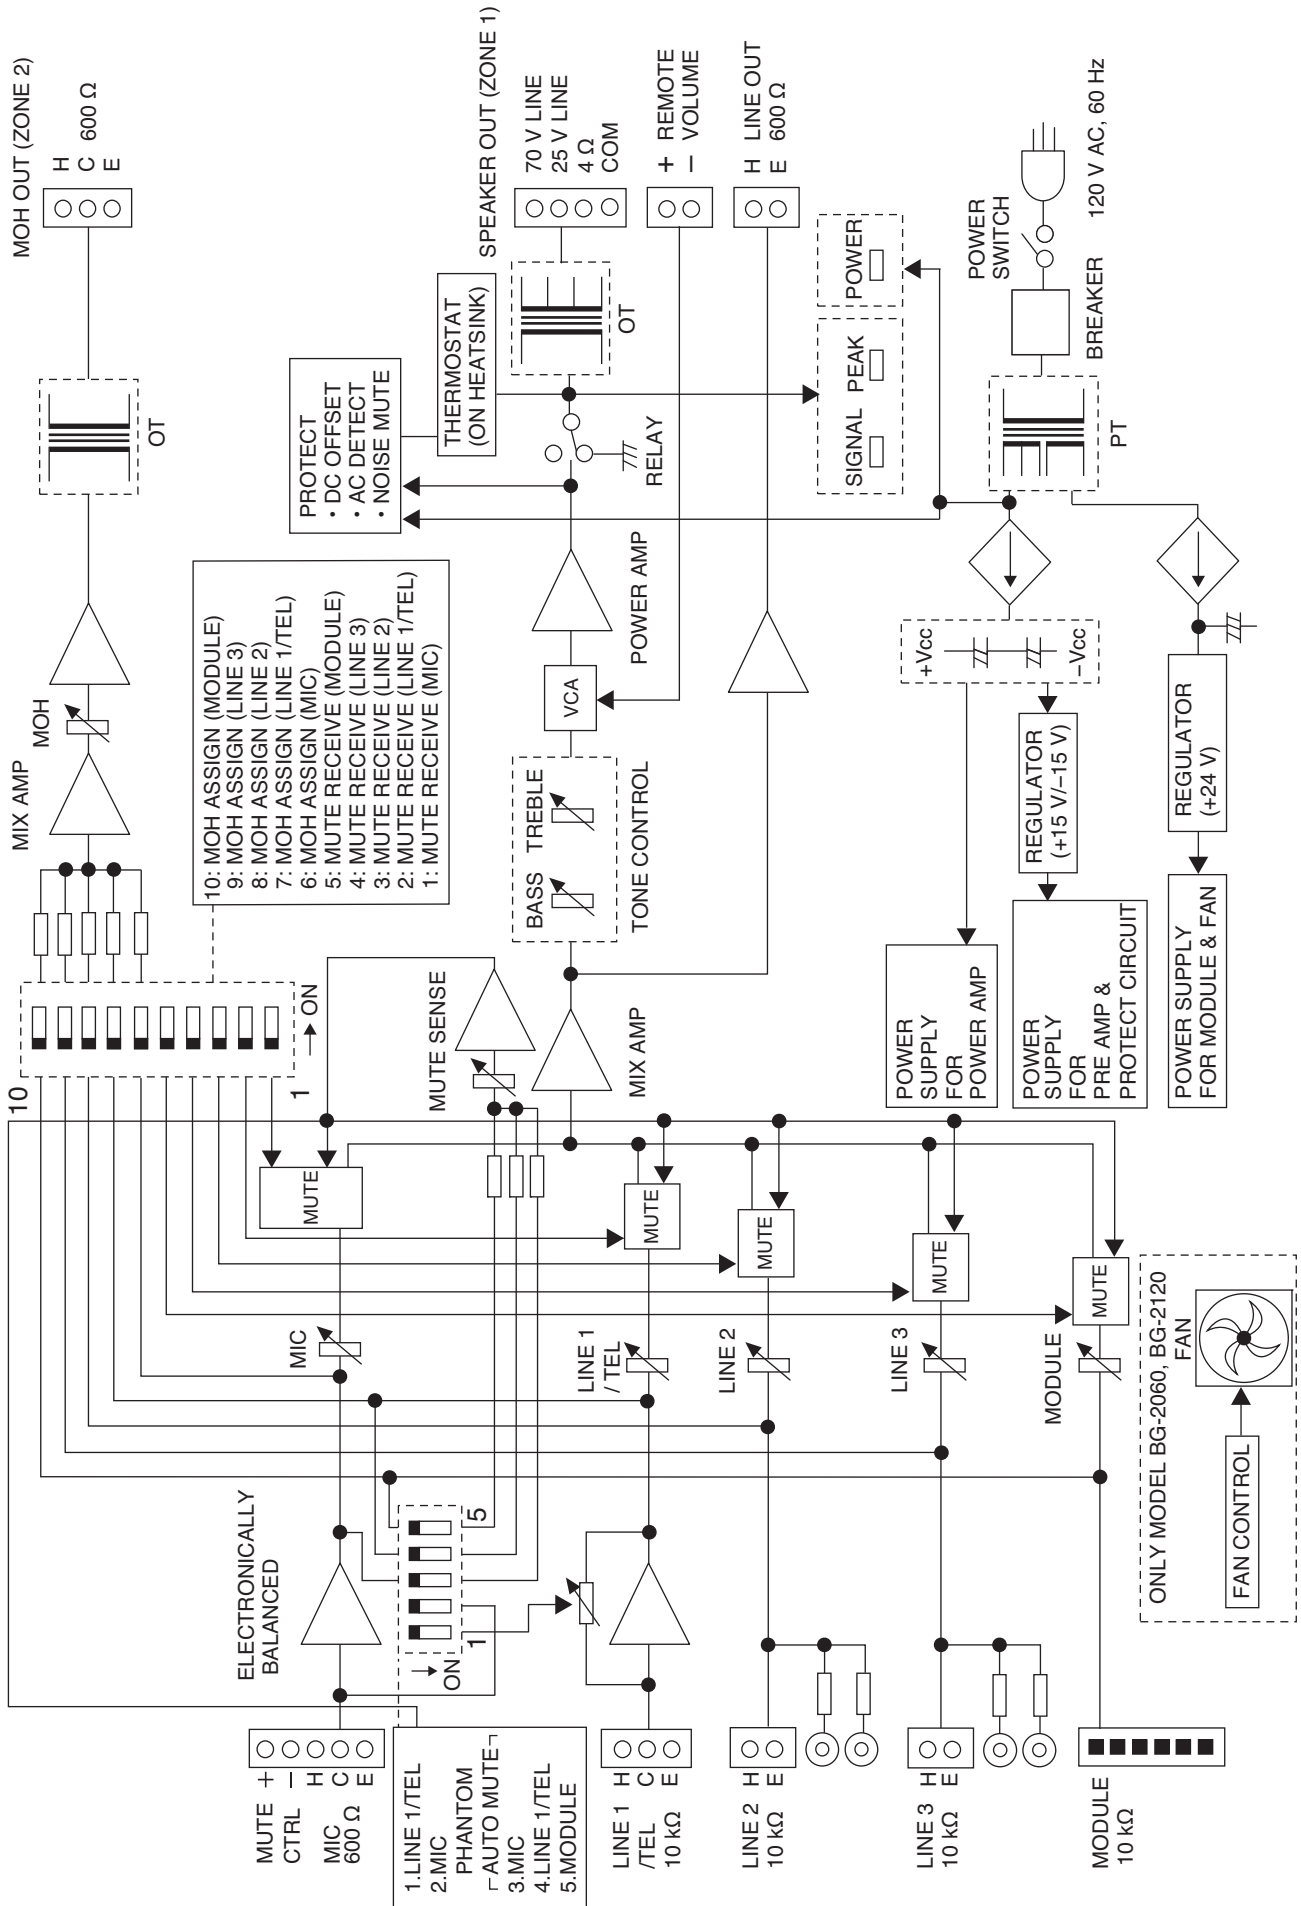 MOH OUT (ZONE 2)
H
C 600 Ω
E
OT
MIX AMP
MOH
10
1
ON
10: MOH ASSIGN (MODULE)
9: MOH ASSIGN (LINE 3)
8: MOH ASSIGN (LINE 2)
7: MOH ASSIGN (LINE 1/TEL)
6: MOH ASSIGN (MIC)
5: MUTE RECEIVE (MODULE)
4: MUTE RECEIVE (LINE 3)
3: MUTE RECEIVE (LINE 2)
2: MUTE RECEIVE (LINE 1/TEL)
1: MUTE RECEIVE (MIC)
PROTECT
· DC OFFSET
· AC DETECT
· NOISE MUTE
THERMOSTAT
(ON HEATSINK)
SPEAKER OUT (ZONE 1)
70 V LINE
25 V LINE
4 Ω
COM
OT
RELAY
+ REMOTE
− VOLUME
H LINE OUT
E 600 Ω
POWER AMP
VCA
BASS TREBLE
TONE CONTROL
MUTE SENSE
MIX AMP
SIGNAL PEAK
POWER
POWER
SWITCH
120 V AC, 60 Hz
BREAKER
PT
+Vcc
−Vcc
REGULATOR
(+15 V/−15 V)
REGULATOR
(+24 V)
POWER
SUPPLY
FOR
POWER AMP
POWER
SUPPLY
FOR
PRE AMP &
PROTECT CIRCUIT
POWER SUPPLY
FOR MODULE & FAN
MUTE
MUTE
MUTE
MUTE
MUTE
MIC
LINE 1
/ TEL
LINE 2
LINE 3
MODULE
ELECTRONICALLY
BALANCED
5
1
ON
MUTE +
CTRL −
MIC H
600 Ω C
E
1.LINE 1/TEL
2.MIC
PHANTOM
┌AUTO MUTE┐
3.MIC
4.LINE 1/TEL
5.MODULE
LINE 1 H
/TEL C
10 kΩ E
LINE 2 H
10 kΩ E
LINE 3 H
10 kΩ E
MODULE
10 kΩ
ONLY MODEL BG-2060, BG-2120
FAN
FAN CONTROL